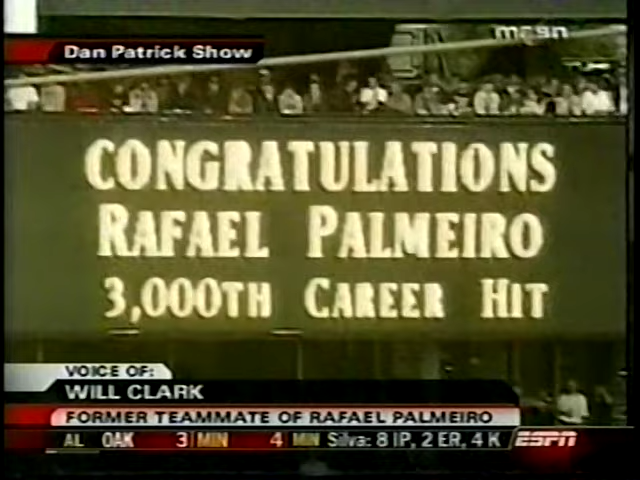 Dan Patrick Show
masn
CONGRATULATIONS
RAFAEL PALMEIRO
3,000TH CAREER HIT
VOICE OF:
WILL CLARK
FORMER TEAMMATE OF RAFAEL PALMEIRO
AL OAK 3 MIN 4 MIN Silva: 8 IP, 2 ER, 4 K ESPN